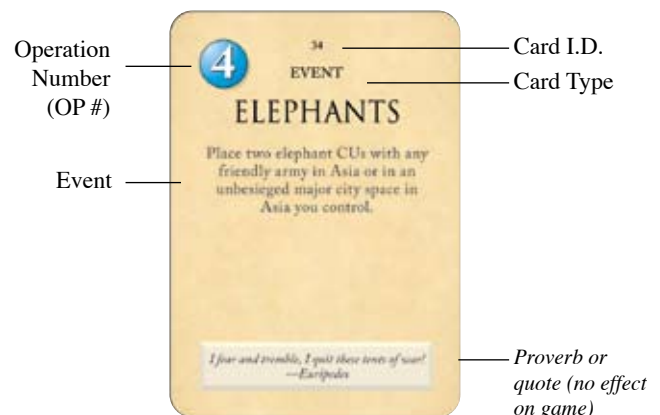 Operation
Number
(OP #)
Event
4
34
EVENT
ELEPHANTS
Place two elephant CUs with any
friendly army in Asia or in an
unbesieged major city space in
Asia you control.
I fear and tremble, I quit these tents of war!
—Euripedes
Card I.D.
Card Type
Proverb or
quote (no effect
on game)